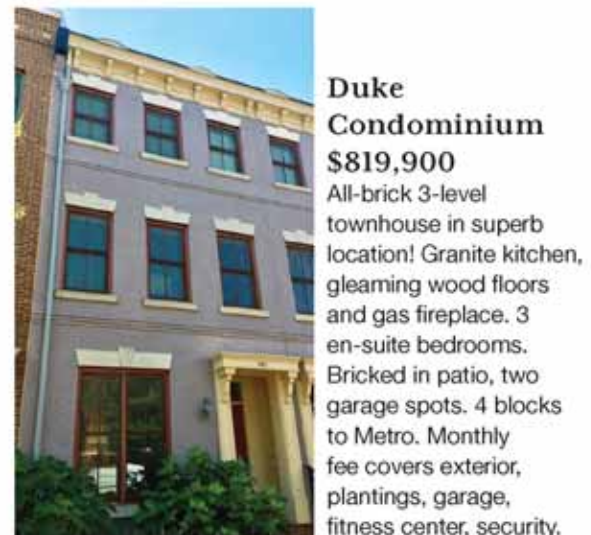 Duke
Condominium
$819,900
All-brick 3-level
townhouse in superb
location! Granite kitchen,
gleaming wood floors
and gas fireplace. 3
en-suite bedrooms.
Bricked in patio, two
garage spots. 4 blocks
to Metro. Monthly
fee covers exterior,
plantings, garage,
fitness center, security.